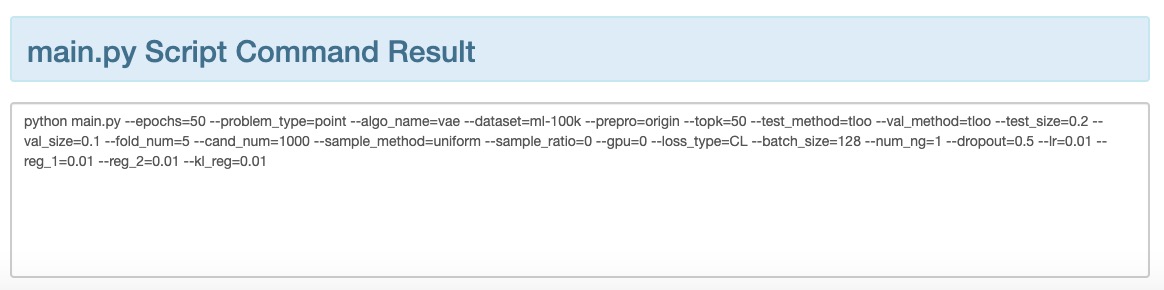 main.py Script Command Result
python main.py --epochs=50 --problem_type=point --algo_name=vae --dataset=ml-100k --prepro=origin --topk=50 --test_method=tloo --val_method=tloo --test_size=0.2 --
val_size=0.1 --fold_num=5 --cand_num=1000 --sample_method=uniform --sample_ratio=0 --gpu=0 --loss_type=CL --batch_size=128 --num_ng=1 --dropout=0.5 --lr=0.01 --
reg_1=0.01 --reg_2=0.01 --kl_reg=0.01